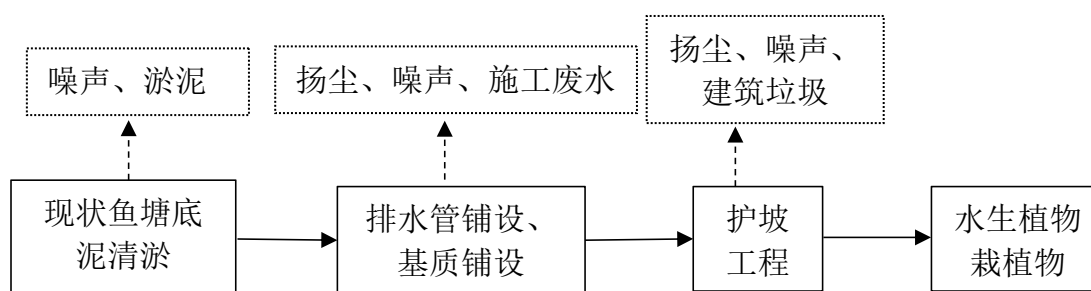 噪声、淤泥
扬尘、噪声、施工废水
扬尘、噪声、
建筑垃圾
现状鱼塘底
泥清淤
排水管铺设、
基质铺设
护坡
工程
水生植物
栽植物